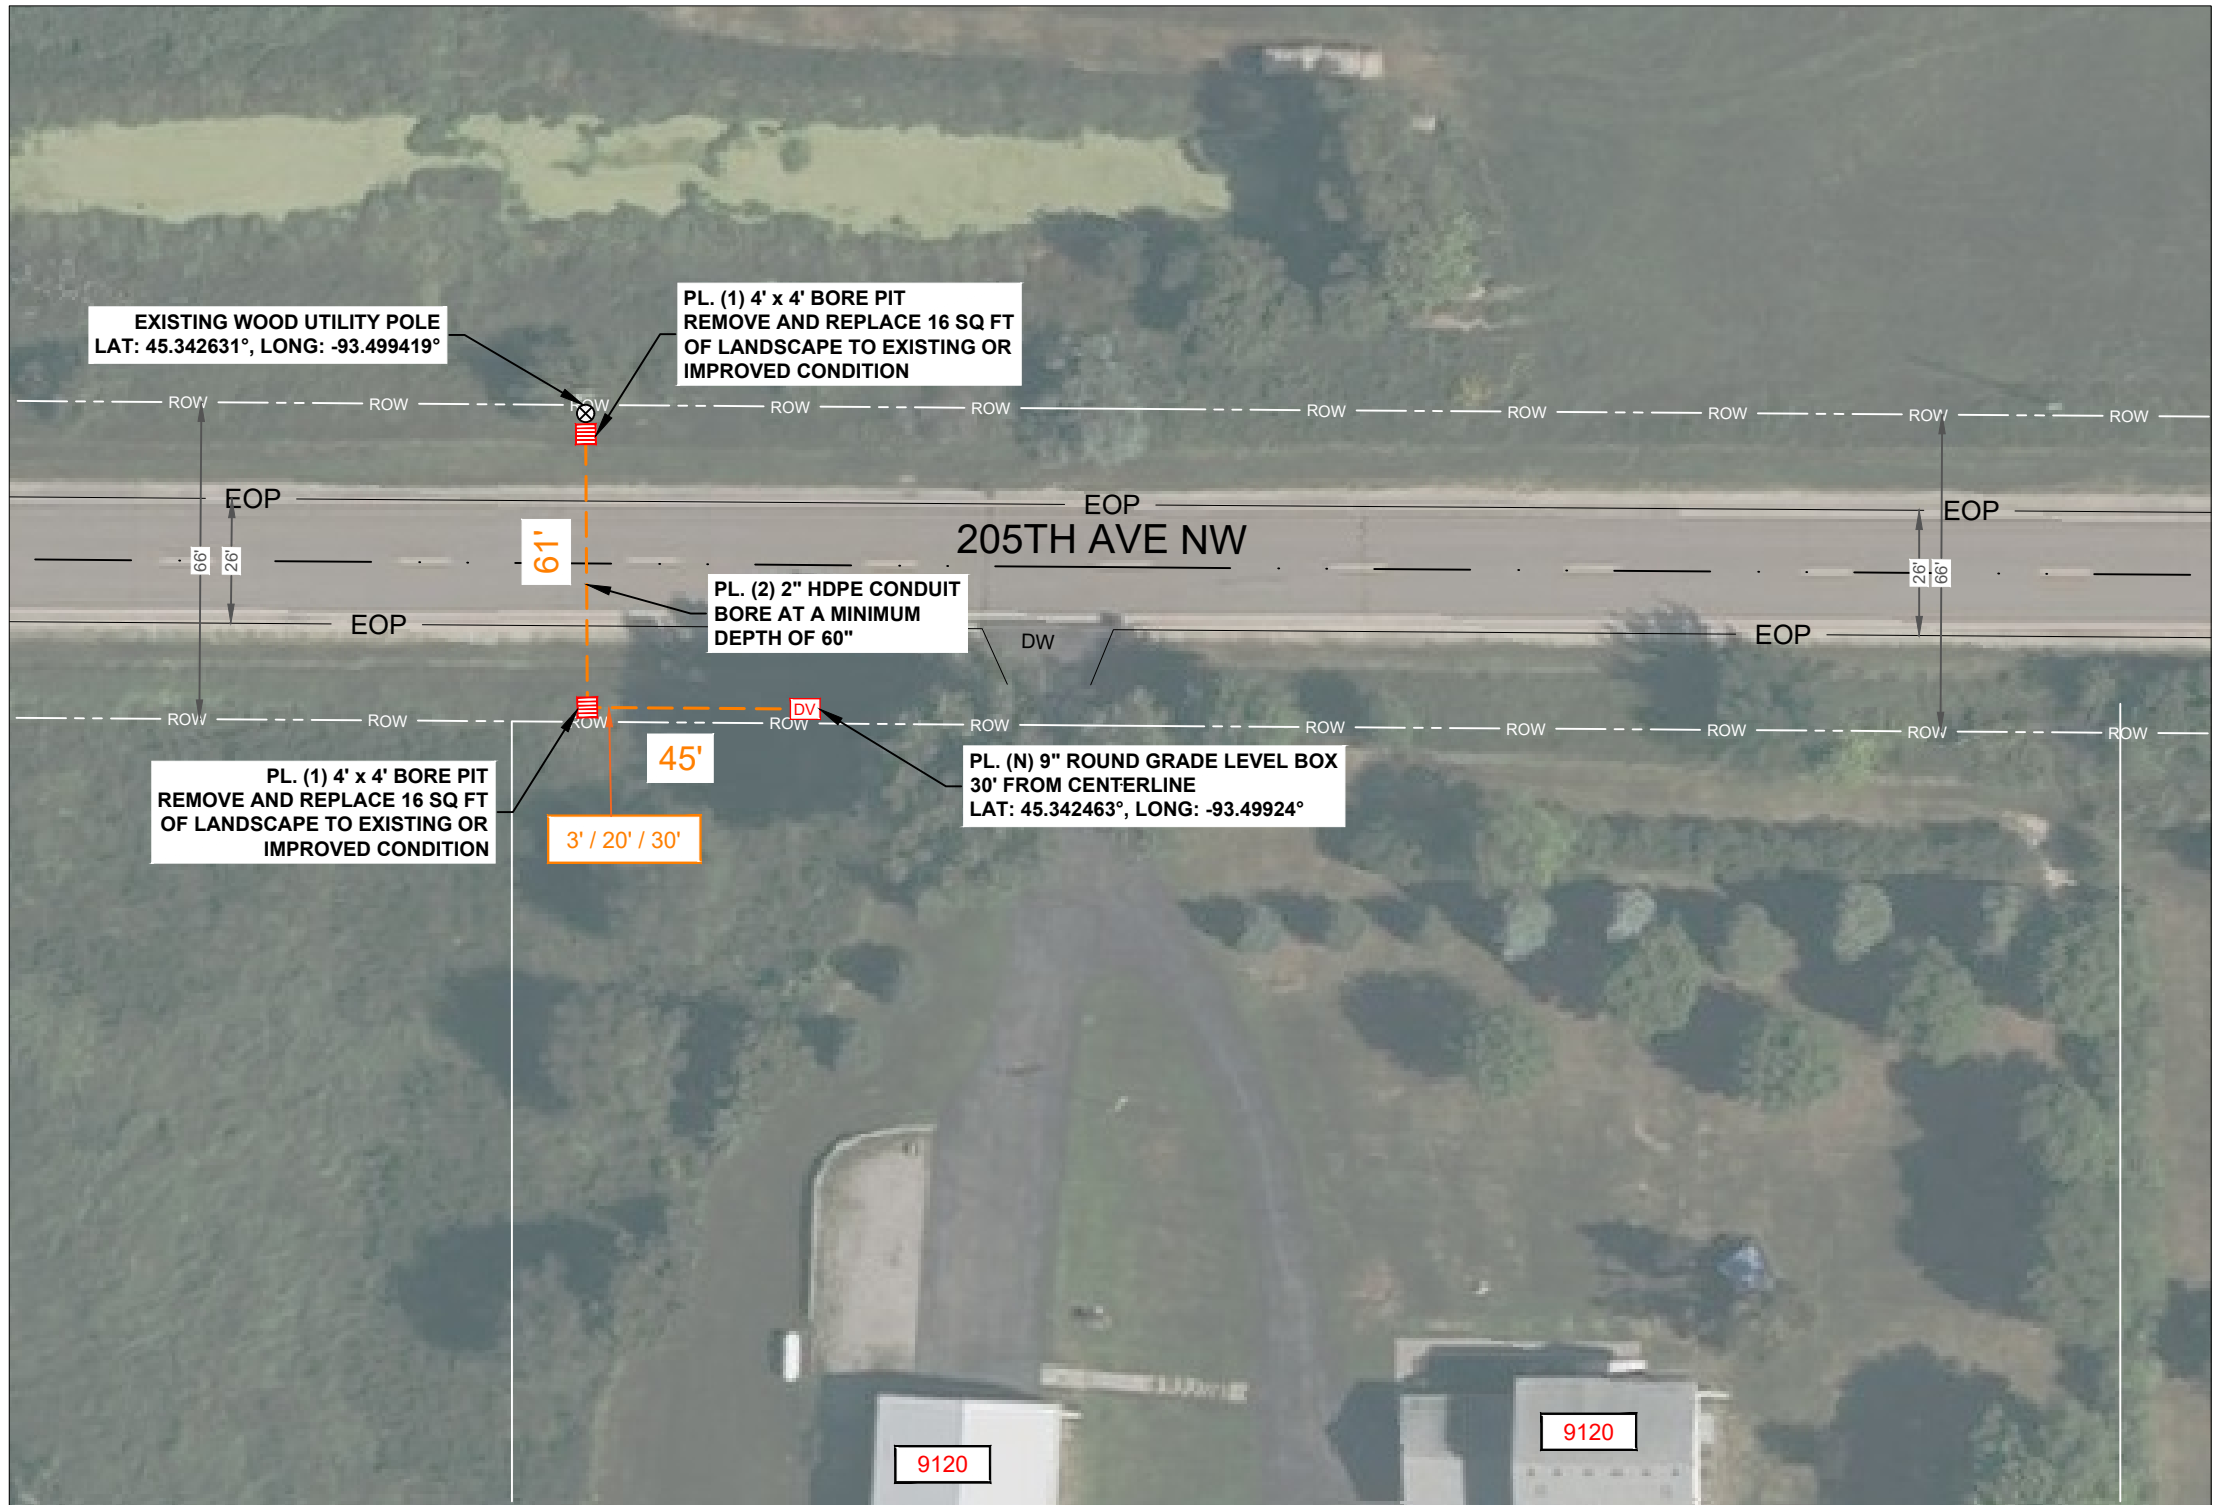 PL. (1) 4' x 4' BORE PIT
REMOVE AND REPLACE 16 SQ FT
OF LANDSCAPE TO EXISTING OR
IMPROVED CONDITION
EXISTING WOOD UTILITY POLE
LAT: 45.342631°, LONG: -93.499419°
ROW
ROW
ROW
ROW
ROW
ROW
ROW
ROW
ROW
ROW
EOP
EOP
EOP
205TH AVE NW
66'
26'
61'
26'
66'
PL. (2) 2" HDPE CONDUIT
BORE AT A MINIMUM
DEPTH OF 60"
EOP
DW
EOP
DV
ROW
ROW
ROW
ROW
ROW
ROW
ROW
ROW
ROW
ROW
45'
PL. (N) 9" ROUND GRADE LEVEL BOX
30' FROM CENTERLINE
LAT: 45.342463°, LONG: -93.49924°
PL. (1) 4' x 4' BORE PIT
REMOVE AND REPLACE 16 SQ FT
OF LANDSCAPE TO EXISTING OR
IMPROVED CONDITION
3' / 20' / 30'
9120
9120